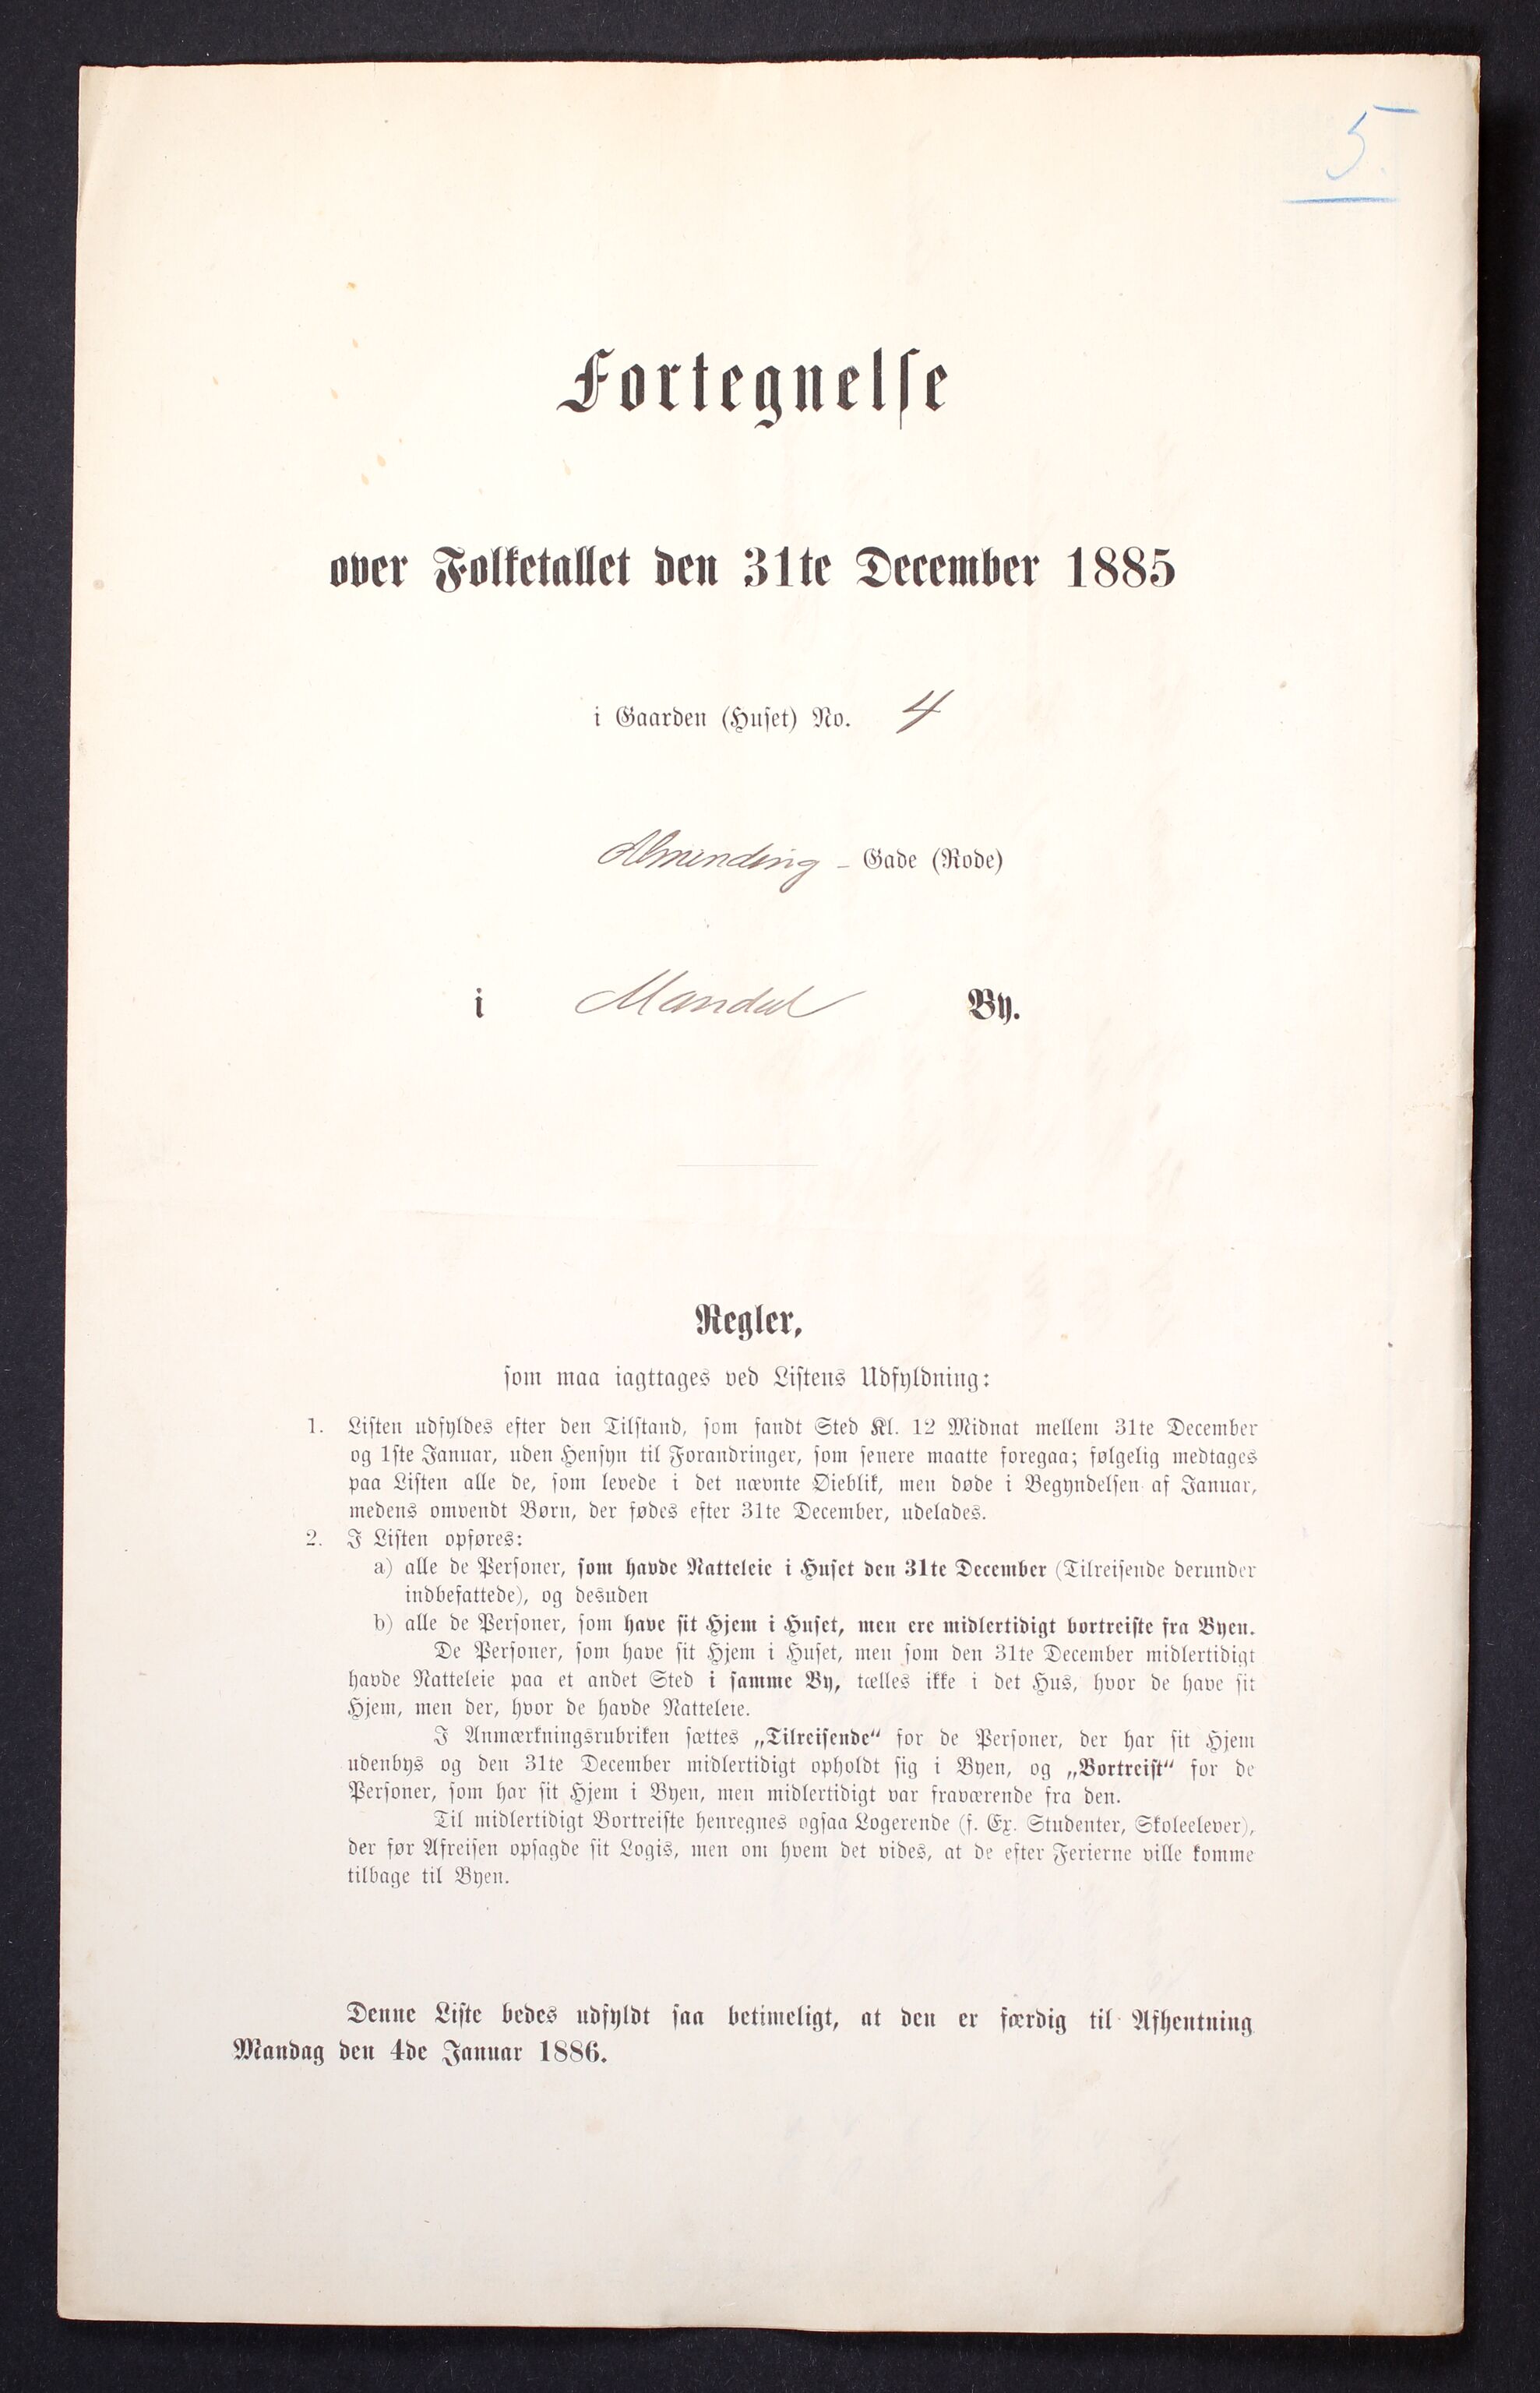 5.
Fortegnelse
over Folketallet den 31te December 1885
i Gaarden (Huset) No. 4
Almending - Gade (Rode)
i Mandal By.
Regler,
som maa iagttages ved Listens Udfyldning:
1. Listen udfyldes efter den Tilstand, som fandt Sted Kl. 12 Midnat mellem 31te December
og 1ste Januar, uden Hensyn til Forandringer, som senere maatte foregaa; følgelig medtages
paa Listen alle de, som levede i det nævnte Øieblik, men døde i Begyndelsen af Januar,
medens omvendt Børn, der fødes efter 31te December, udelades.
2. I Listen opføres:
a) alle de Personer, som havde Natteleie i Huset den 31te December (Tilreisende derunder
indbefattede), og desuden
b) alle de Personer, som have sit Hjem i Huset, men ere midlertidigt bortreiste fra Byen.
De Personer, som have sit Hjem i Huset, men som den 31te December midlertidigt
havde Natteleie paa et andet Sted i samme By, tælles ikke i det Hus, hvor de have sit
Hjem, men der, hvor de havde Natteleie.
I Anmærkningsrubriken sættes „Tilreisende“ for de Personer, der har sit Hjem
udenbys og den 31te December midlertidigt opholdt sig i Byen, og „Bortreist“ for de
Personer, som har sit Hjem i Byen, men midlertidigt var fraværende fra den.
Til midlertidigt Bortreiste henregnes ogsaa Logerende (f. Ex. Studenter, Skoleelever),
der før Afreisen opsagde sit Logis, men om hvem det vides, at de efter Ferierne ville komme
tilbage til Byen.
Denne Liste bedes udfyldt saa betimeligt, at den er færdig til Afhentning
Mandag den 4de Januar 1886.